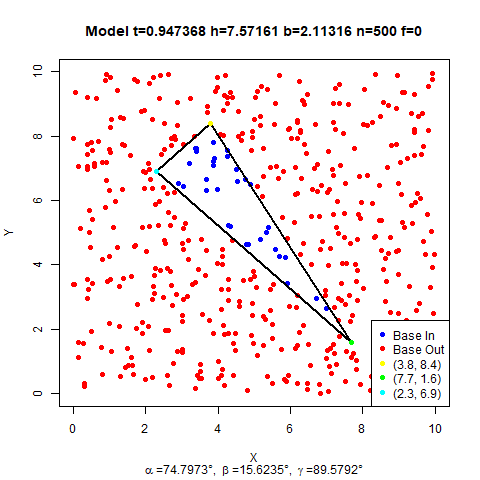 Model t=0.947368 h=7.57161 b=2.11316 n=500 f=0
10
8
6
4
2
0
Y
Base In
Base Out
(3.8, 8.4)
(7.7, 1.6)
(2.3, 6.9)
0 2 4 6 8 10
X
α=74.7973°, β=15.6235°, γ=89.5792°